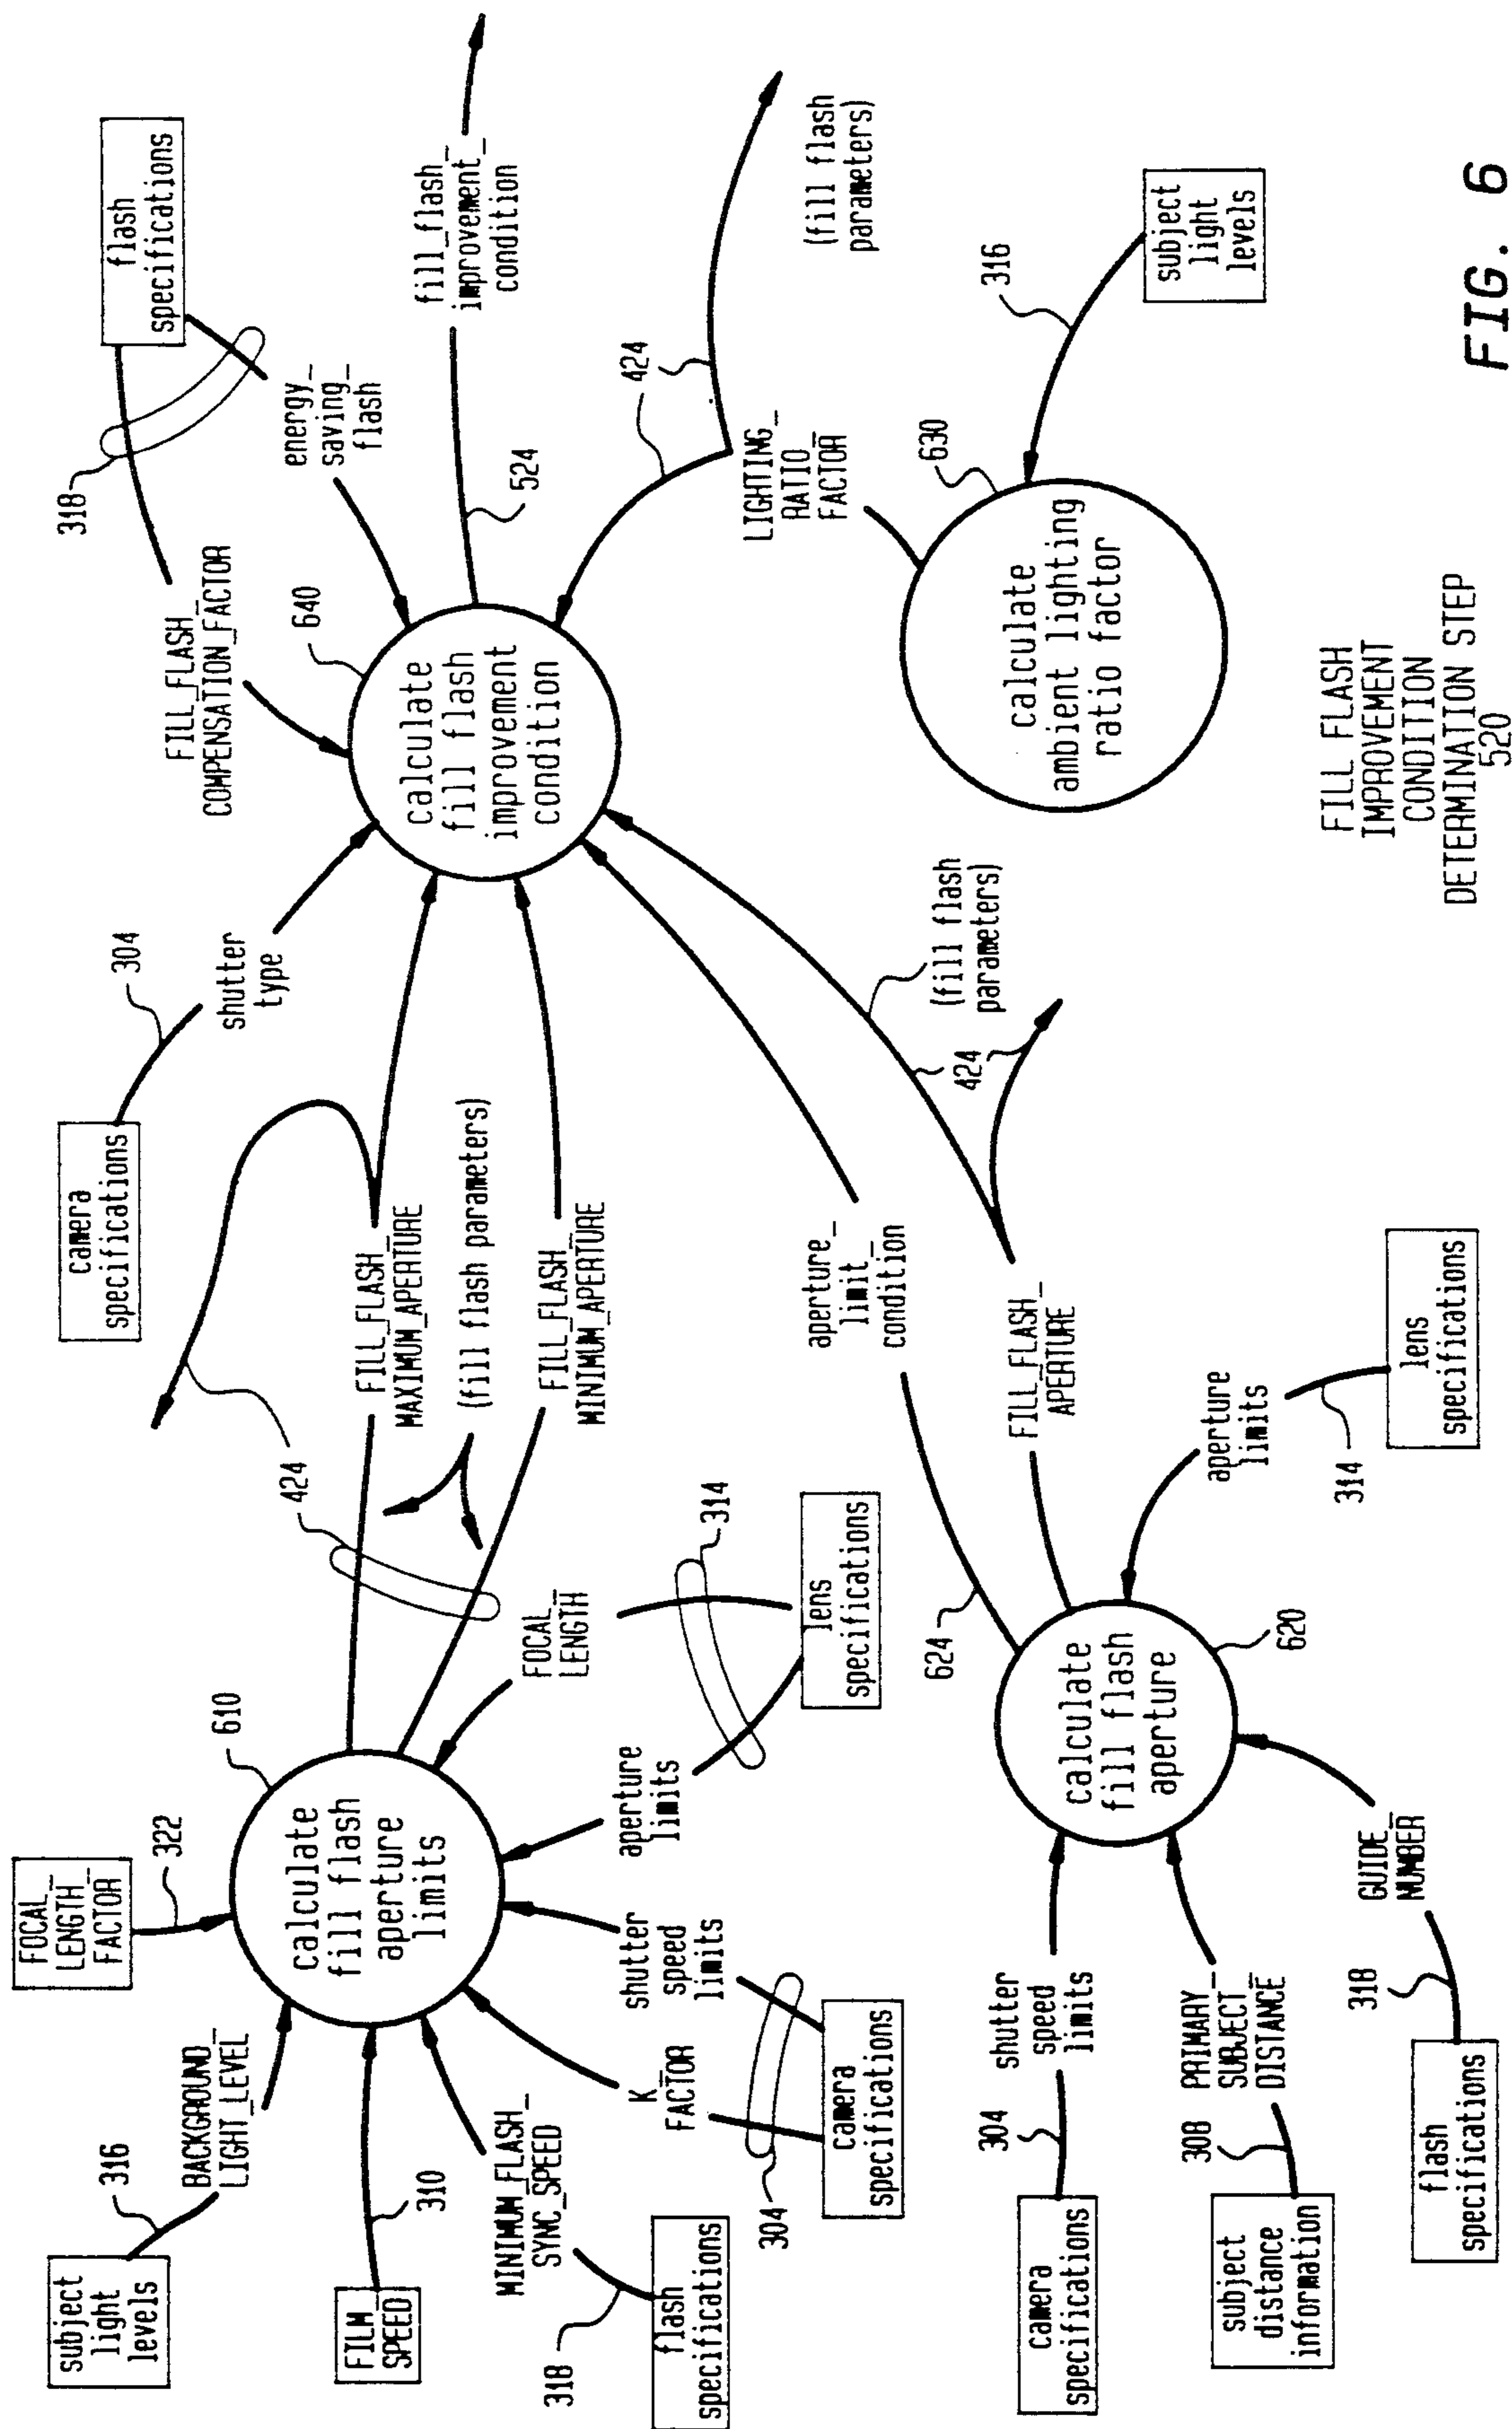 subject
light
levels
316
BACKGROUND_
LIGHT_LEVEL
FOCAL_
LENGTH_
FACTOR
322
FILM_
SPEED
310
MINIMUM_FLASH_
SYNC_SPEED
318
flash
specifications
K_
FACTOR
shutter
speed
limits
304
camera
specifications
610
calculate
fill flash
aperture
limits
aperture
limits
FOCAL_
LENGTH
314
lens
specifications
424
FILL_FLASH_
MAXIMUM_APERTURE
(fill flash parameters)
FILL_FLASH_
MINIMUM_APERTURE
camera
specifications
304
shutter
type
FILL_FLASH_
COMPENSATION_FACTOR
318
flash
specifications
energy_
saving_
flash
640
calculate
fill flash
improvement
condition
524
fill_flash_
improvement_
condition
424
(fill flash
parameters)
LIGHTING_
RATIO_
FACTOR
630
calculate
ambient lighting
ratio factor
316
subject
light
levels
camera
specifications
304
shutter
speed
limits
subject
distance
information
308
PRIMARY_
SUBJECT_
DISTANCE
flash
specifications
318
GUIDE_
NUMBER
calculate
fill flash
aperture
620
624
aperture_
limit_
condition
FILL_FLASH_
APERTURE
424
(fill flash
parameters)
aperture
limits
314
lens
specifications
FILL FLASH
IMPROVEMENT
CONDITION
DETERMINATION STEP
520
FIG. 6